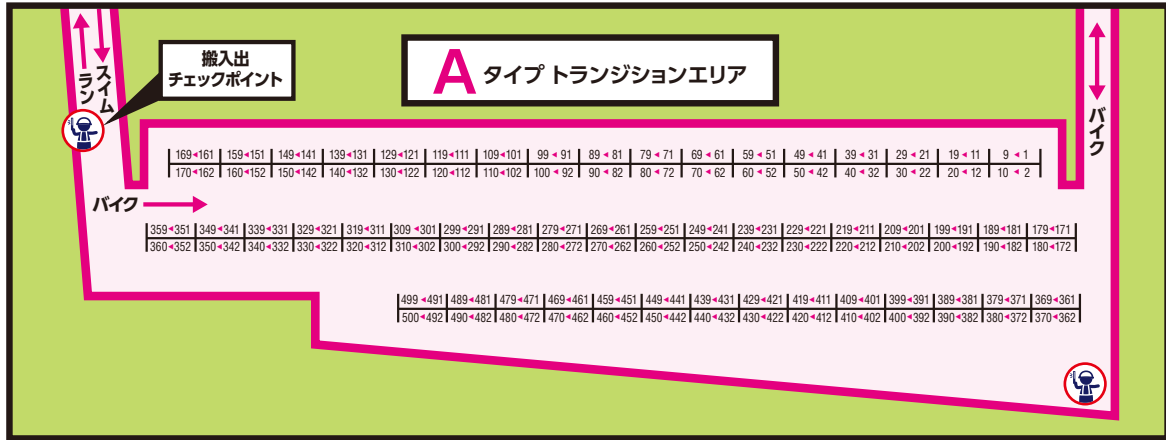 スイム
ラン
搬入出
チェックポイント
A タイプ トランジションエリア
バイク
169◂161 159◂151 149◂141 139◂131 129◂121 119◂111 109◂101 99◂91 89◂81 79◂71 69◂61 59◂51 49◂41 39◂31 29◂21 19◂11 9◂1
170◂162 160◂152 150◂142 140◂132 130◂122 120◂112 110◂102 100◂92 90◂82 80◂72 70◂62 60◂52 50◂42 40◂32 30◂22 20◂12 10◂2
バイク
359◂351 349◂341 339◂331 329◂321 319◂311 309◂301 299◂291 289◂281 279◂271 269◂261 259◂251 249◂241 239◂231 229◂221 219◂211 209◂201 199◂191 189◂181 179◂171
360◂352 350◂342 340◂332 330◂322 320◂312 310◂302 300◂292 290◂282 280◂272 270◂262 260◂252 250◂242 240◂232 230◂222 220◂212 210◂202 200◂192 190◂182 180◂172
499◂491 489◂481 479◂471 469◂461 459◂451 449◂441 439◂431 429◂421 419◂411 409◂401 399◂391 389◂381 379◂371 369◂361
500◂492 490◂482 480◂472 470◂462 460◂452 450◂442 440◂432 430◂422 420◂412 410◂402 400◂392 390◂382 380◂372 370◂362